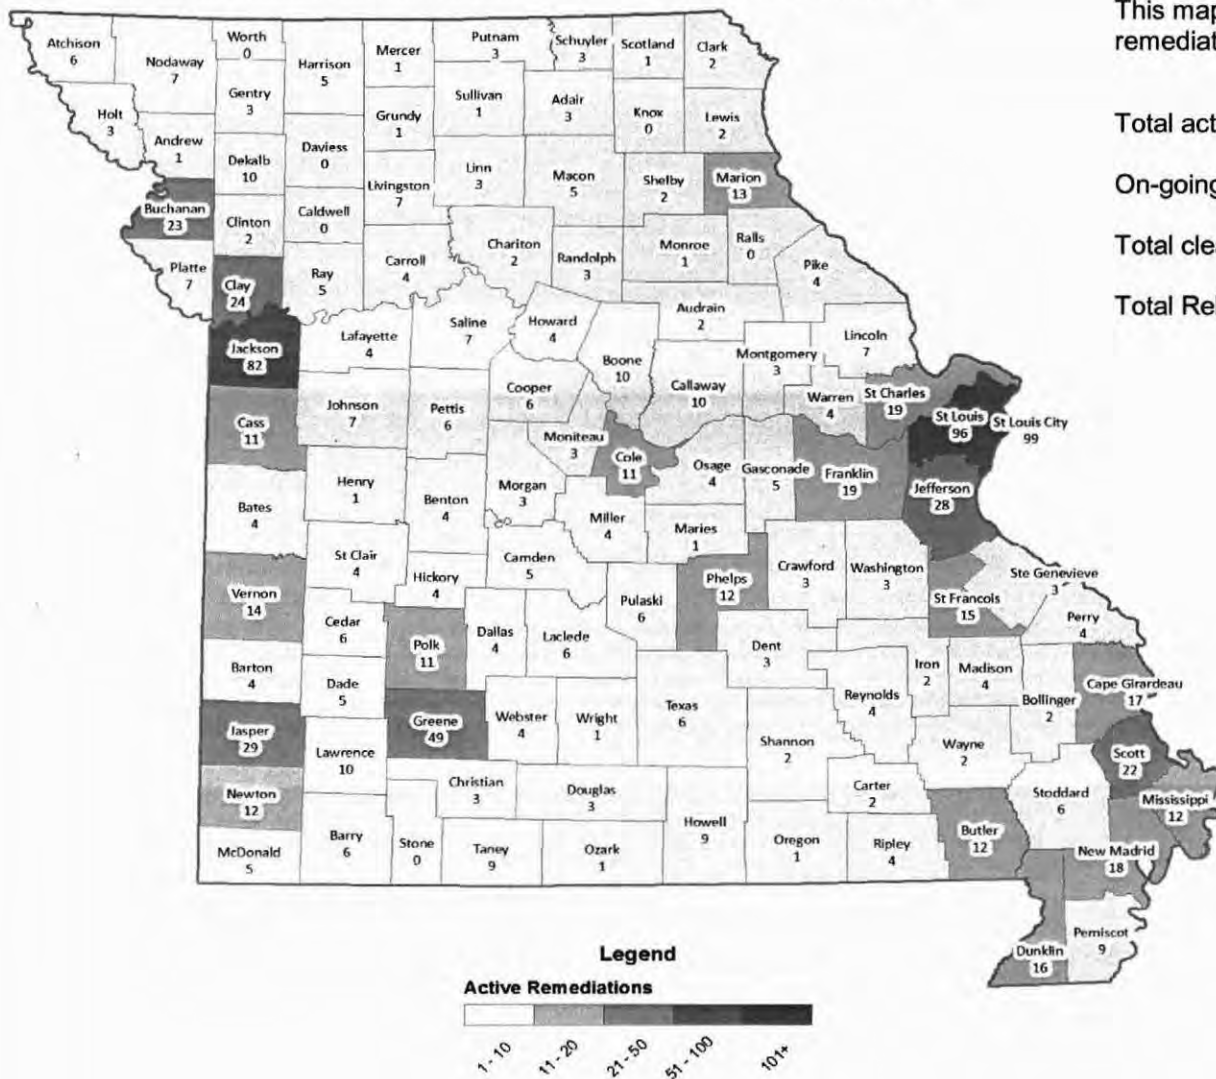 This map
remediat
Total act
On-going
Total clea
Total Rel
Atchison
6
Nodaway
7
Worth
0
Harrison
5
Mercer
1
Putnam
3
Schuyler
3
Scotland
1
Clark
2
Holt
3
Gentry
3
Grundy
1
Sullivan
1
Adair
3
Knox
0
Lewis
2
Andrew
1
Dekalb
10
Daviess
0
Livingston
7
Linn
3
Macon
5
Shelby
2
Marion
13
Buchanan
23
Clinton
2
Caldwell
0
Chariton
2
Randolph
3
Monroe
1
Ralls
0
Platte
7
Clay
24
Ray
5
Carroll
4
Pike
4
Audrain
2
Jackson
82
Lafayette
4
Saline
7
Howard
4
Boone
10
Montgomery
3
Lincoln
7
Callaway
10
Warren
4
St Charles
19
Cass
11
Johnson
7
Pettis
6
Cooper
6
Moniteau
3
Cole
11
St Louis
96
St Louis City
99
Osage
4
Gasconade
5
Franklin
19
Jefferson
28
Bates
4
Henry
1
Benton
4
Morgan
3
Miller
4
Maries
1
St Clair
4
Hickory
4
Camden
5
Pulaski
6
Phelps
12
Crawford
3
Washington
3
Ste Genevieve
3
St Francois
15
Perry
4
Vernon
14
Cedar
6
Polk
11
Dallas
4
Laclede
6
Dent
3
Iron
2
Madison
4
Bollinger
2
Cape Girardeau
17
Barton
4
Dade
5
Reynolds
4
Jasper
29
Greene
49
Webster
4
Wright
1
Texas
6
Shannon
2
Wayne
2
Scott
22
Lawrence
10
Newton
12
Christian
3
Douglas
3
Carter
2
Stoddard
6
Mississippi
12
McDonald
5
Barry
6
Stone
0
Taney
9
Ozark
1
Howell
9
Oregon
1
Ripley
4
Butler
12
New Madrid
18
Dunklin
16
Pemiscot
9
Legend
Active Remediations
1 - 10
11 - 20
21 - 50
51 - 100
101+